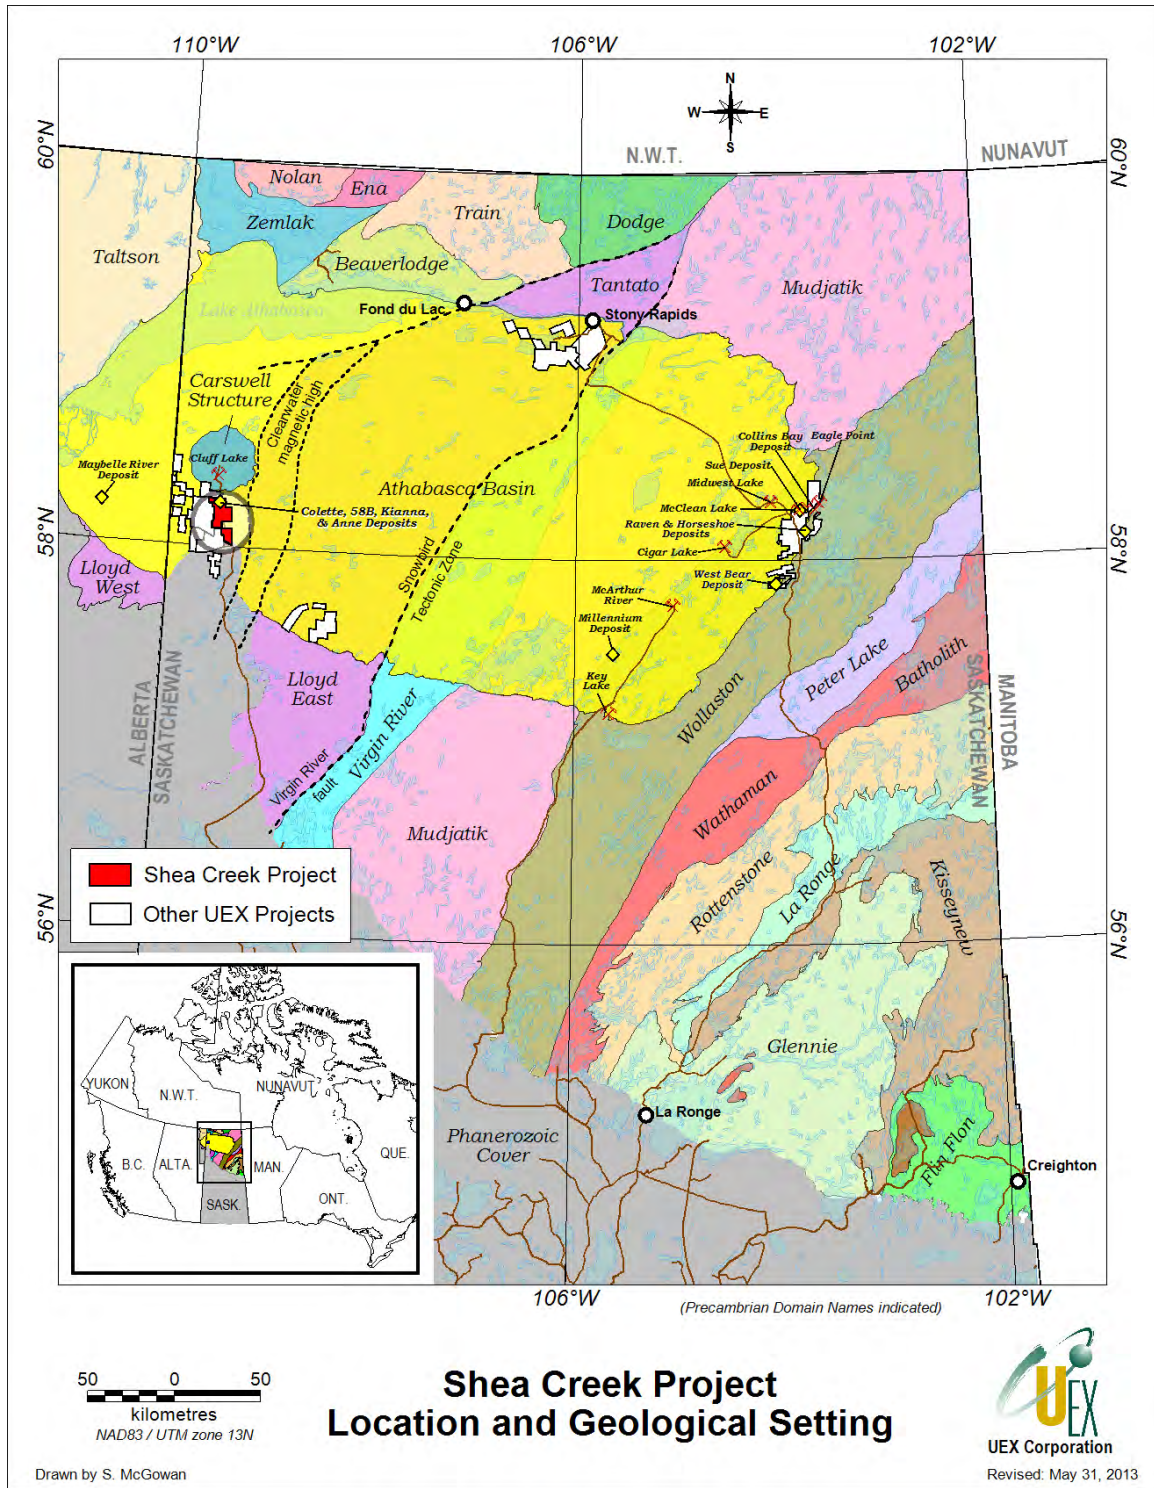 110°W
106°W
102°W
N
W
E
S
60°N
N.W.T.
NUNAVUT
60°N
Nolan
Ena
Zemlak
Train
Dodge
Taltson
Beaverlodge
Tantato
Mudjatik
Lake Athabasca
Fond du Lac
Stony Rapids
Carswell
Structure
Clearwater
magnetic high
Cluff Lake
Maybelle River
Deposit
Athabasca Basin
Colette, 58B, Kianna,
& Anne Deposits
Collins Bay
Deposit
Eagle Point
Sue Deposit
Midwest Lake
McClean Lake
Raven & Horseshoe
Deposits
Cigar Lake
West Bear
Deposit
58°N
58°N
Lloyd
West
Snowbird
Tectonic Zone
McArthur
River
Millennium
Deposit
Key
Lake
Lloyd
East
Virgin River
Virgin River
fault
Wollaston
Peter Lake
Batholith
ALBERTA
SASKATCHEWAN
SASKATCHEWAN
MANITOBA
Mudjatik
Wathaman
Rottenstone
La Ronge
Kisseynew
Shea Creek Project
Other UEX Projects
56°N
56°N
Glennie
YUKON
N.W.T.
NUNAVUT
B.C.
ALTA.
SASK.
MAN.
ONT.
QUE.
La Ronge
Phanerozoic
Cover
Flin Flon
Creighton
106°W
102°W
(Precambrian Domain Names indicated)
50 0 50
kilometres
NAD83 / UTM zone 13N
Shea Creek Project
Location and Geological Setting
UEX
UEX Corporation
Drawn by S. McGowan
Revised: May 31, 2013